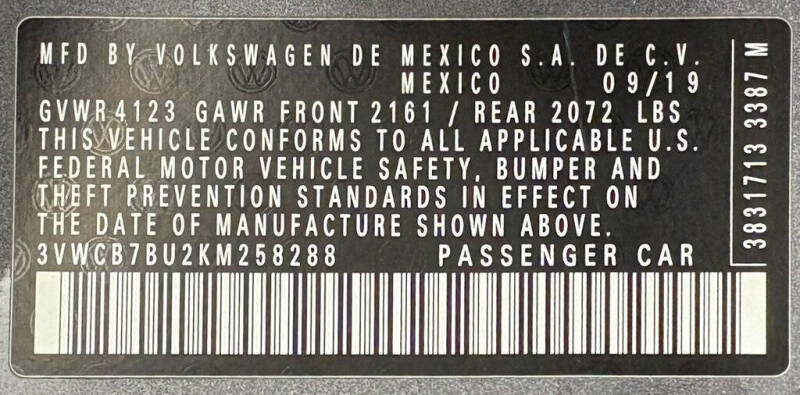 MFD BY VOLKSWAGEN DE MEXICO S.A. DE C.V.
MEXICO 09/19
GVWR 4123 GAWR FRONT 2161 / REAR 2072 LBS
THIS VEHICLE CONFORMS TO ALL APPLICABLE U.S.
FEDERAL MOTOR VEHICLE SAFETY, BUMPER AND
THEFT PREVENTION STANDARDS IN EFFECT ON
THE DATE OF MANUFACTURE SHOWN ABOVE.
3VWCB7BU2KM258288 PASSENGER CAR
3831713 3387 M